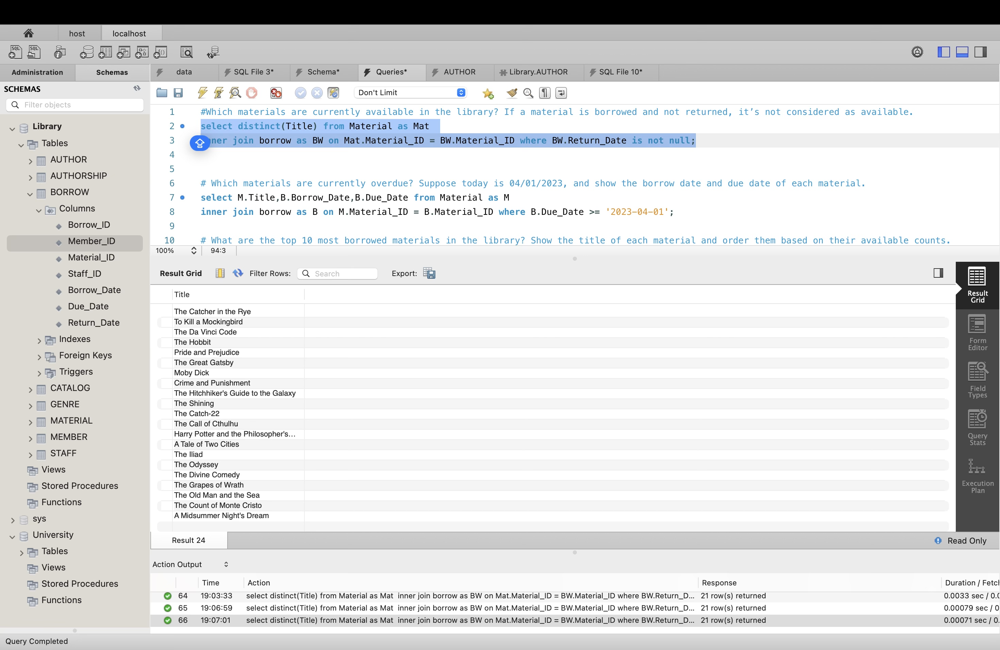 host
localhost
Administration
Schemas
data
SQL File 3*
Schema*
Queries*
AUTHOR
Library.AUTHOR
SQL File 10*
SCHEMAS
Filter objects
Library
Tables
AUTHOR
AUTHORSHIP
BORROW
Columns
Borrow_ID
Member_ID
Material_ID
Staff_ID
Borrow_Date
Due_Date
Return_Date
Indexes
Foreign Keys
Triggers
CATALOG
GENRE
MATERIAL
MEMBER
STAFF
Views
Stored Procedures
Functions
sys
University
Tables
Views
Stored Procedures
Functions
Don't Limit
1 #Which materials are currently available in the library? If a material is borrowed and not returned, it’s not considered as available.
2 select distinct(Title) from Material as Mat
3 nner join borrow as BW on Mat.Material_ID = BW.Material_ID where BW.Return_Date is not null;
4
5
6 # Which materials are currently overdue? Suppose today is 04/01/2023, and show the borrow date and due date of each material.
7 select M.Title,B.Borrow_Date,B.Due_Date from Material as M
8 inner join borrow as B on M.Material_ID = B.Material_ID where B.Due_Date >= '2023-04-01';
9
10 # What are the top 10 most borrowed materials in the library? Show the title of each material and order them based on their available counts.
100% 94:3
Result Grid Filter Rows: Search Export:
Title
The Catcher in the Rye
To Kill a Mockingbird
The Da Vinci Code
The Hobbit
Pride and Prejudice
The Great Gatsby
Moby Dick
Crime and Punishment
The Hitchhiker's Guide to the Galaxy
The Shining
The Catch-22
The Call of Cthulhu
Harry Potter and the Philosopher's...
A Tale of Two Cities
The Iliad
The Odyssey
The Divine Comedy
The Grapes of Wrath
The Old Man and the Sea
The Count of Monte Cristo
A Midsummer Night's Dream
Result
Grid
Form
Editor
Field
Types
Query
Stats
Execution
Plan
Result 24
Read Only
Action Output
Time Action Response Duration / Fetch
64 19:03:33 select distinct(Title) from Material as Mat inner join borrow as BW on Mat.Material_ID = BW.Material_ID where BW.Return_D... 21 row(s) returned 0.0033 sec / 0.0
65 19:06:59 select distinct(Title) from Material as Mat inner join borrow as BW on Mat.Material_ID = BW.Material_ID where BW.Return_D... 21 row(s) returned 0.00079 sec / 0
66 19:07:01 select distinct(Title) from Material as Mat inner join borrow as BW on Mat.Material_ID = BW.Material_ID where BW.Return_D... 21 row(s) returned 0.00071 sec / 0.
Query Completed